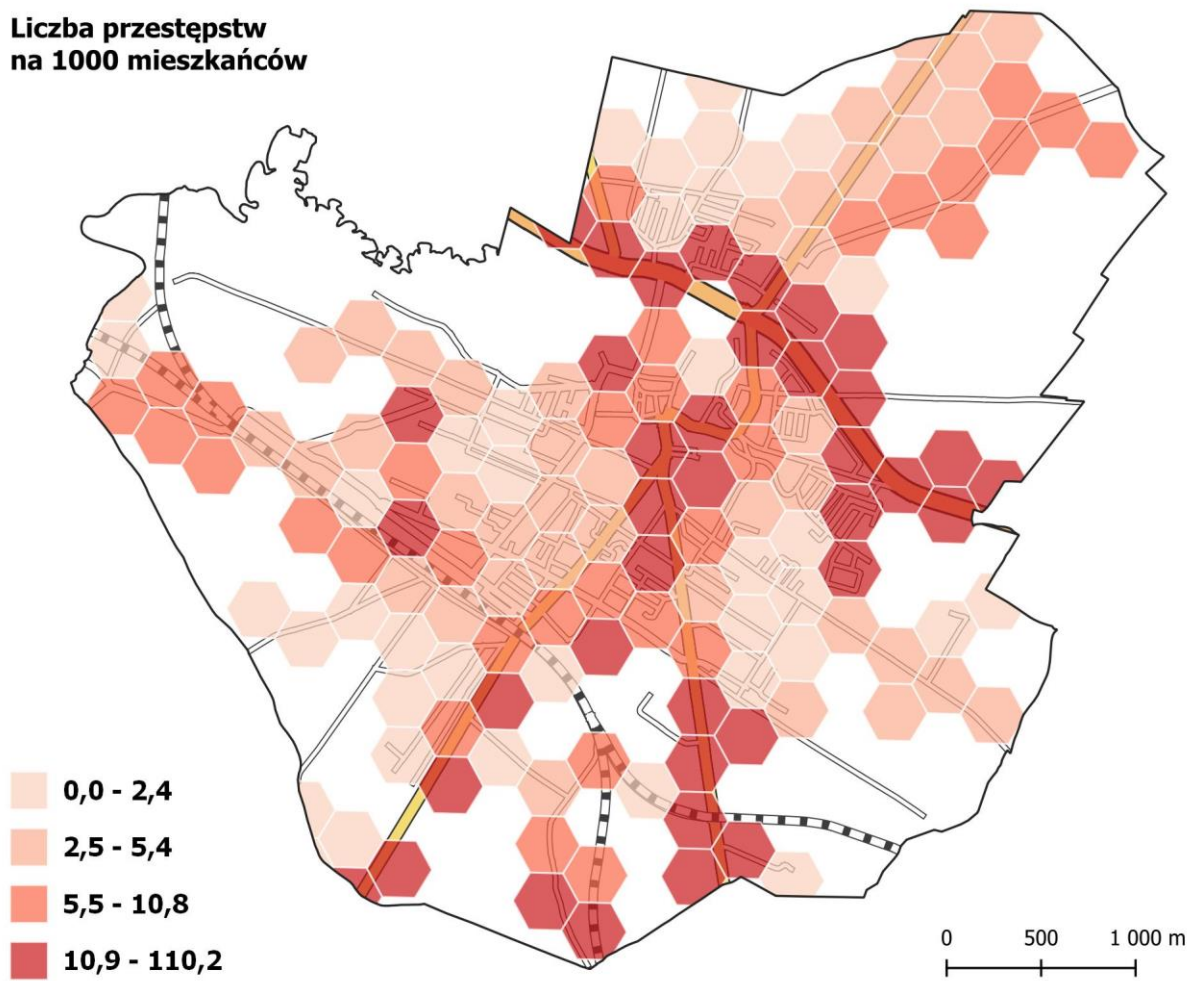 Liczba przestępstw
na 1000 mieszkańców
0,0 - 2,4
2,5 - 5,4
5,5 - 10,8
10,9 - 110,2
0 500 1 000 m